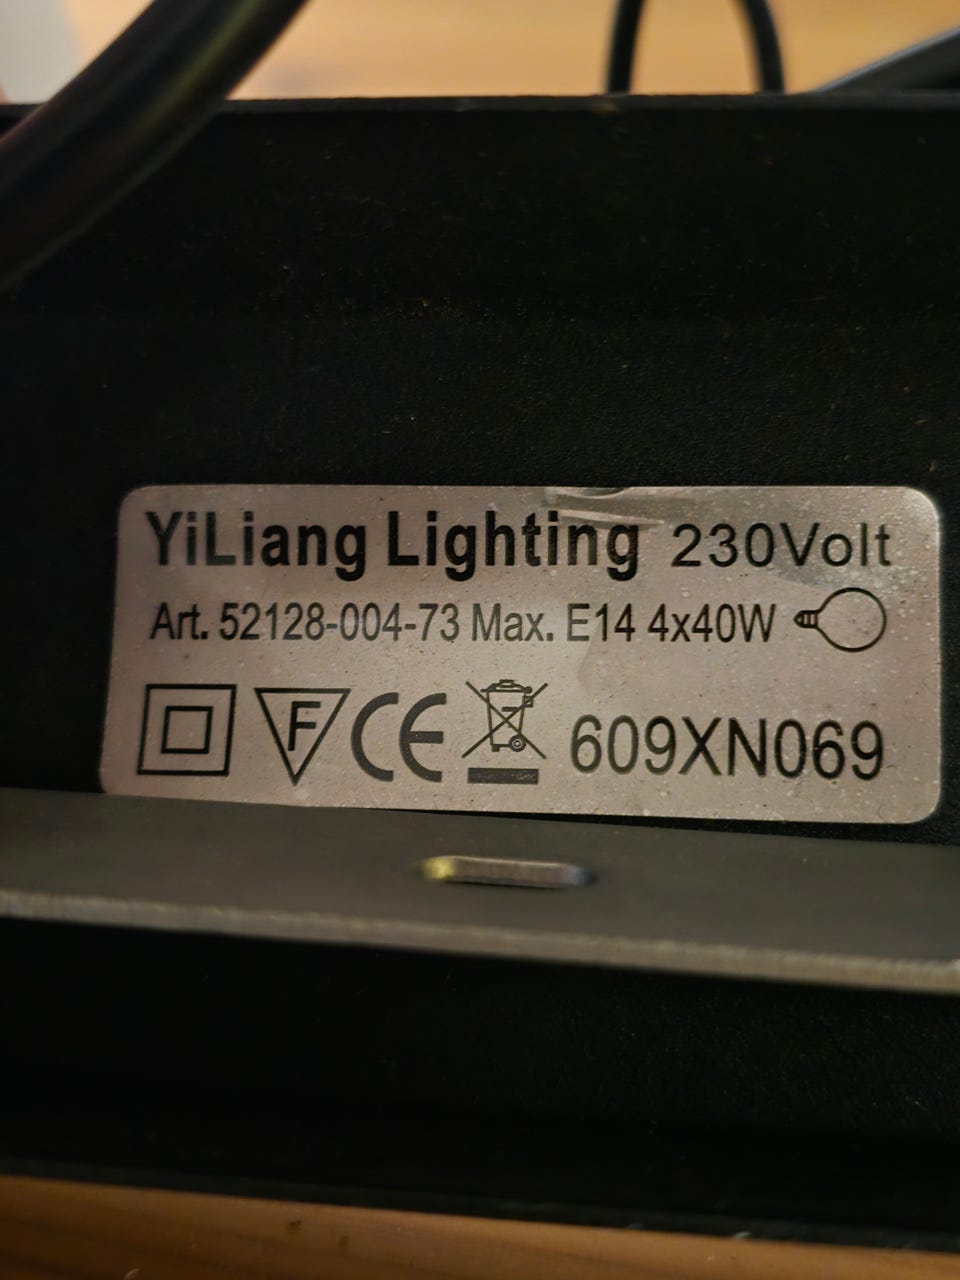 YiLiang Lighting 230Volt
Art. 52128-004-73 Max. E14 4x40W
F CE 609XN069